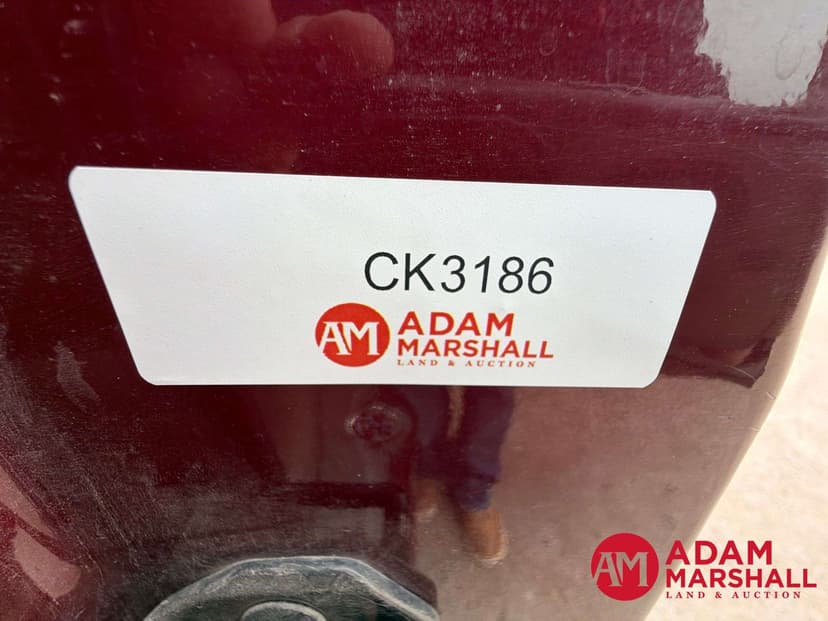 CK3186
AM
ADAM
MARSHALL
LAND & AUCTION
AM
ADAM
MARSHALL
LAND & AUCTION